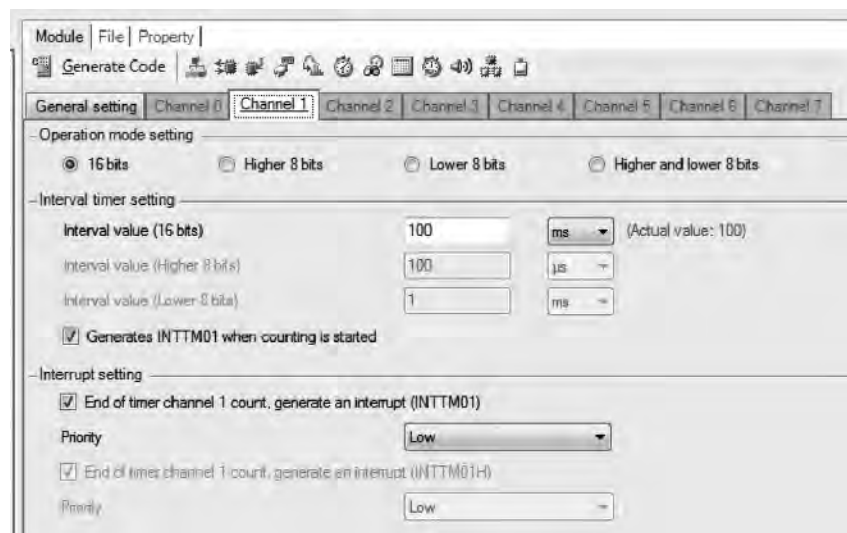 Module File Property
Generate Code
General setting Channel 0 Channel 1 Channel 2 Channel 3 Channel 4 Channel 5 Channel 6 Channel 7
Operation mode setting
16 bits Higher 8 bits Lower 8 bits Higher and lower 8 bits
Interval timer setting
Interval value (16 bits) 100 ms (Actual value: 100)
Interval value (Higher 8 bits) 100 µs
Interval value (Lower 8 bits) 1 ms
Generates INTTM01 when counting is started
Interrupt setting
End of timer channel 1 count, generate an interrupt (INTTM01)
Priority Low
End of timer channel 1 count, generate an interrupt (INTTM01H)
Priority Low